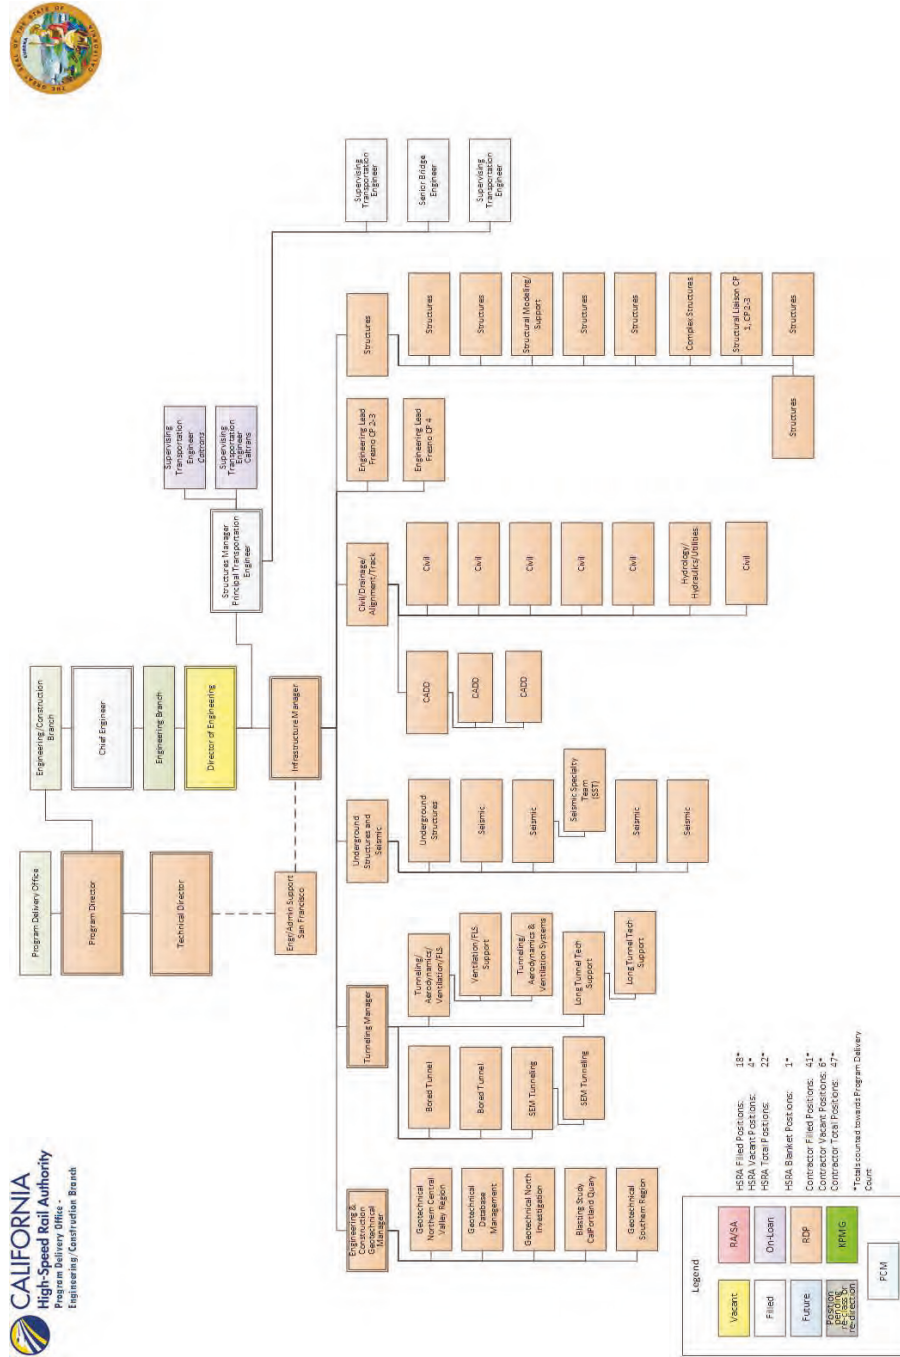 CALIFORNIA
High-Speed Rail Authority
Program Delivery Office -
Engineering/Construction Branch
THE GREAT SEAL OF THE STATE OF CALIFORNIA
EUREKA
Program Delivery Office
Program Director
Technical Director
Engr/Admin Support
San Francisco
Engineering/Construction
Branch
Chief Engineer
Engineering Branch
Director of Engineering
Infrastructure Manager
Structures Manager
Principal Transportation
Engineer
Supervising
Transportation
Engineer
Caltrans
Supervising
Transportation
Engineer
Caltrans
Supervising
Transportation
Engineer
Senior Bridge
Engineer
Supervising
Transportation
Engineer
Engineering &
Construction
Geotechnical
Manager
Geotechnical
Northern Central
Valley Region
Geotechnical
Database
Management
Geotechnical North
Investigation
Blasting Study
CalPortland Quary
Geotechnical
Southern Region
Tunneling Manager
Bored Tunnel
Bored Tunnel
SEM Tunneling
SEM Tunneling
Tunneling/
Aerodynamics/
Ventilation/FLS
Ventilation/FLS
Support
Tunneling/
Aerodynamics &
Ventilation Systems
Long Tunnel Tech
Support
Long Tunnel Tech
Support
Underground
Structures and
Seismic
Underground
Structures
Seismic
Seismic
Seismic Specialty
Team
(SST)
Seismic
Seismic
Civil/Drainage/
Alignment/Track
CADD
CADD
CADD
Civil
Civil
Civil
Civil
Civil
Hydrology/
Hydraulics/Utilities
Civil
Engineering Lead
Fresno CP 2-3
Engineering Lead
Fresno CP 4
Structures
Structures
Structures
Structural Modeling/
Support
Structures
Structures
Complex Structures
Structural Liaison CP
1, CP 2-3
Structures
Structures
Legend
Vacant
RA/SA
Filled
On-Loan
Future
RDP
Position
pending
re-class or
re-direction
KPMG
PCM
HSRA Filled Positions: 18*
HSRA Vacant Positions: 4*
HSRA Total Positions: 22*
HSRA Blanket Positions: 1*
Contractor Filled Positions: 41*
Contractor Vacant Positions: 6*
Contractor Total Positions: 47*
*Totals counted towards Program Delivery
Count